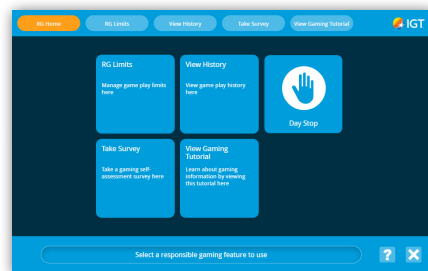 RG Home
RG Limits
View History
Take Survey
View Gaming Tutorial
IGT
RG Limits
Manage game play limits
here
View History
View game play history
here
Day Stop
Take Survey
Take a gaming self-
assessment survey here
View Gaming
Tutorial
Learn about gaming
information by viewing
this tutorial here
Select a responsible gaming feature to use
?